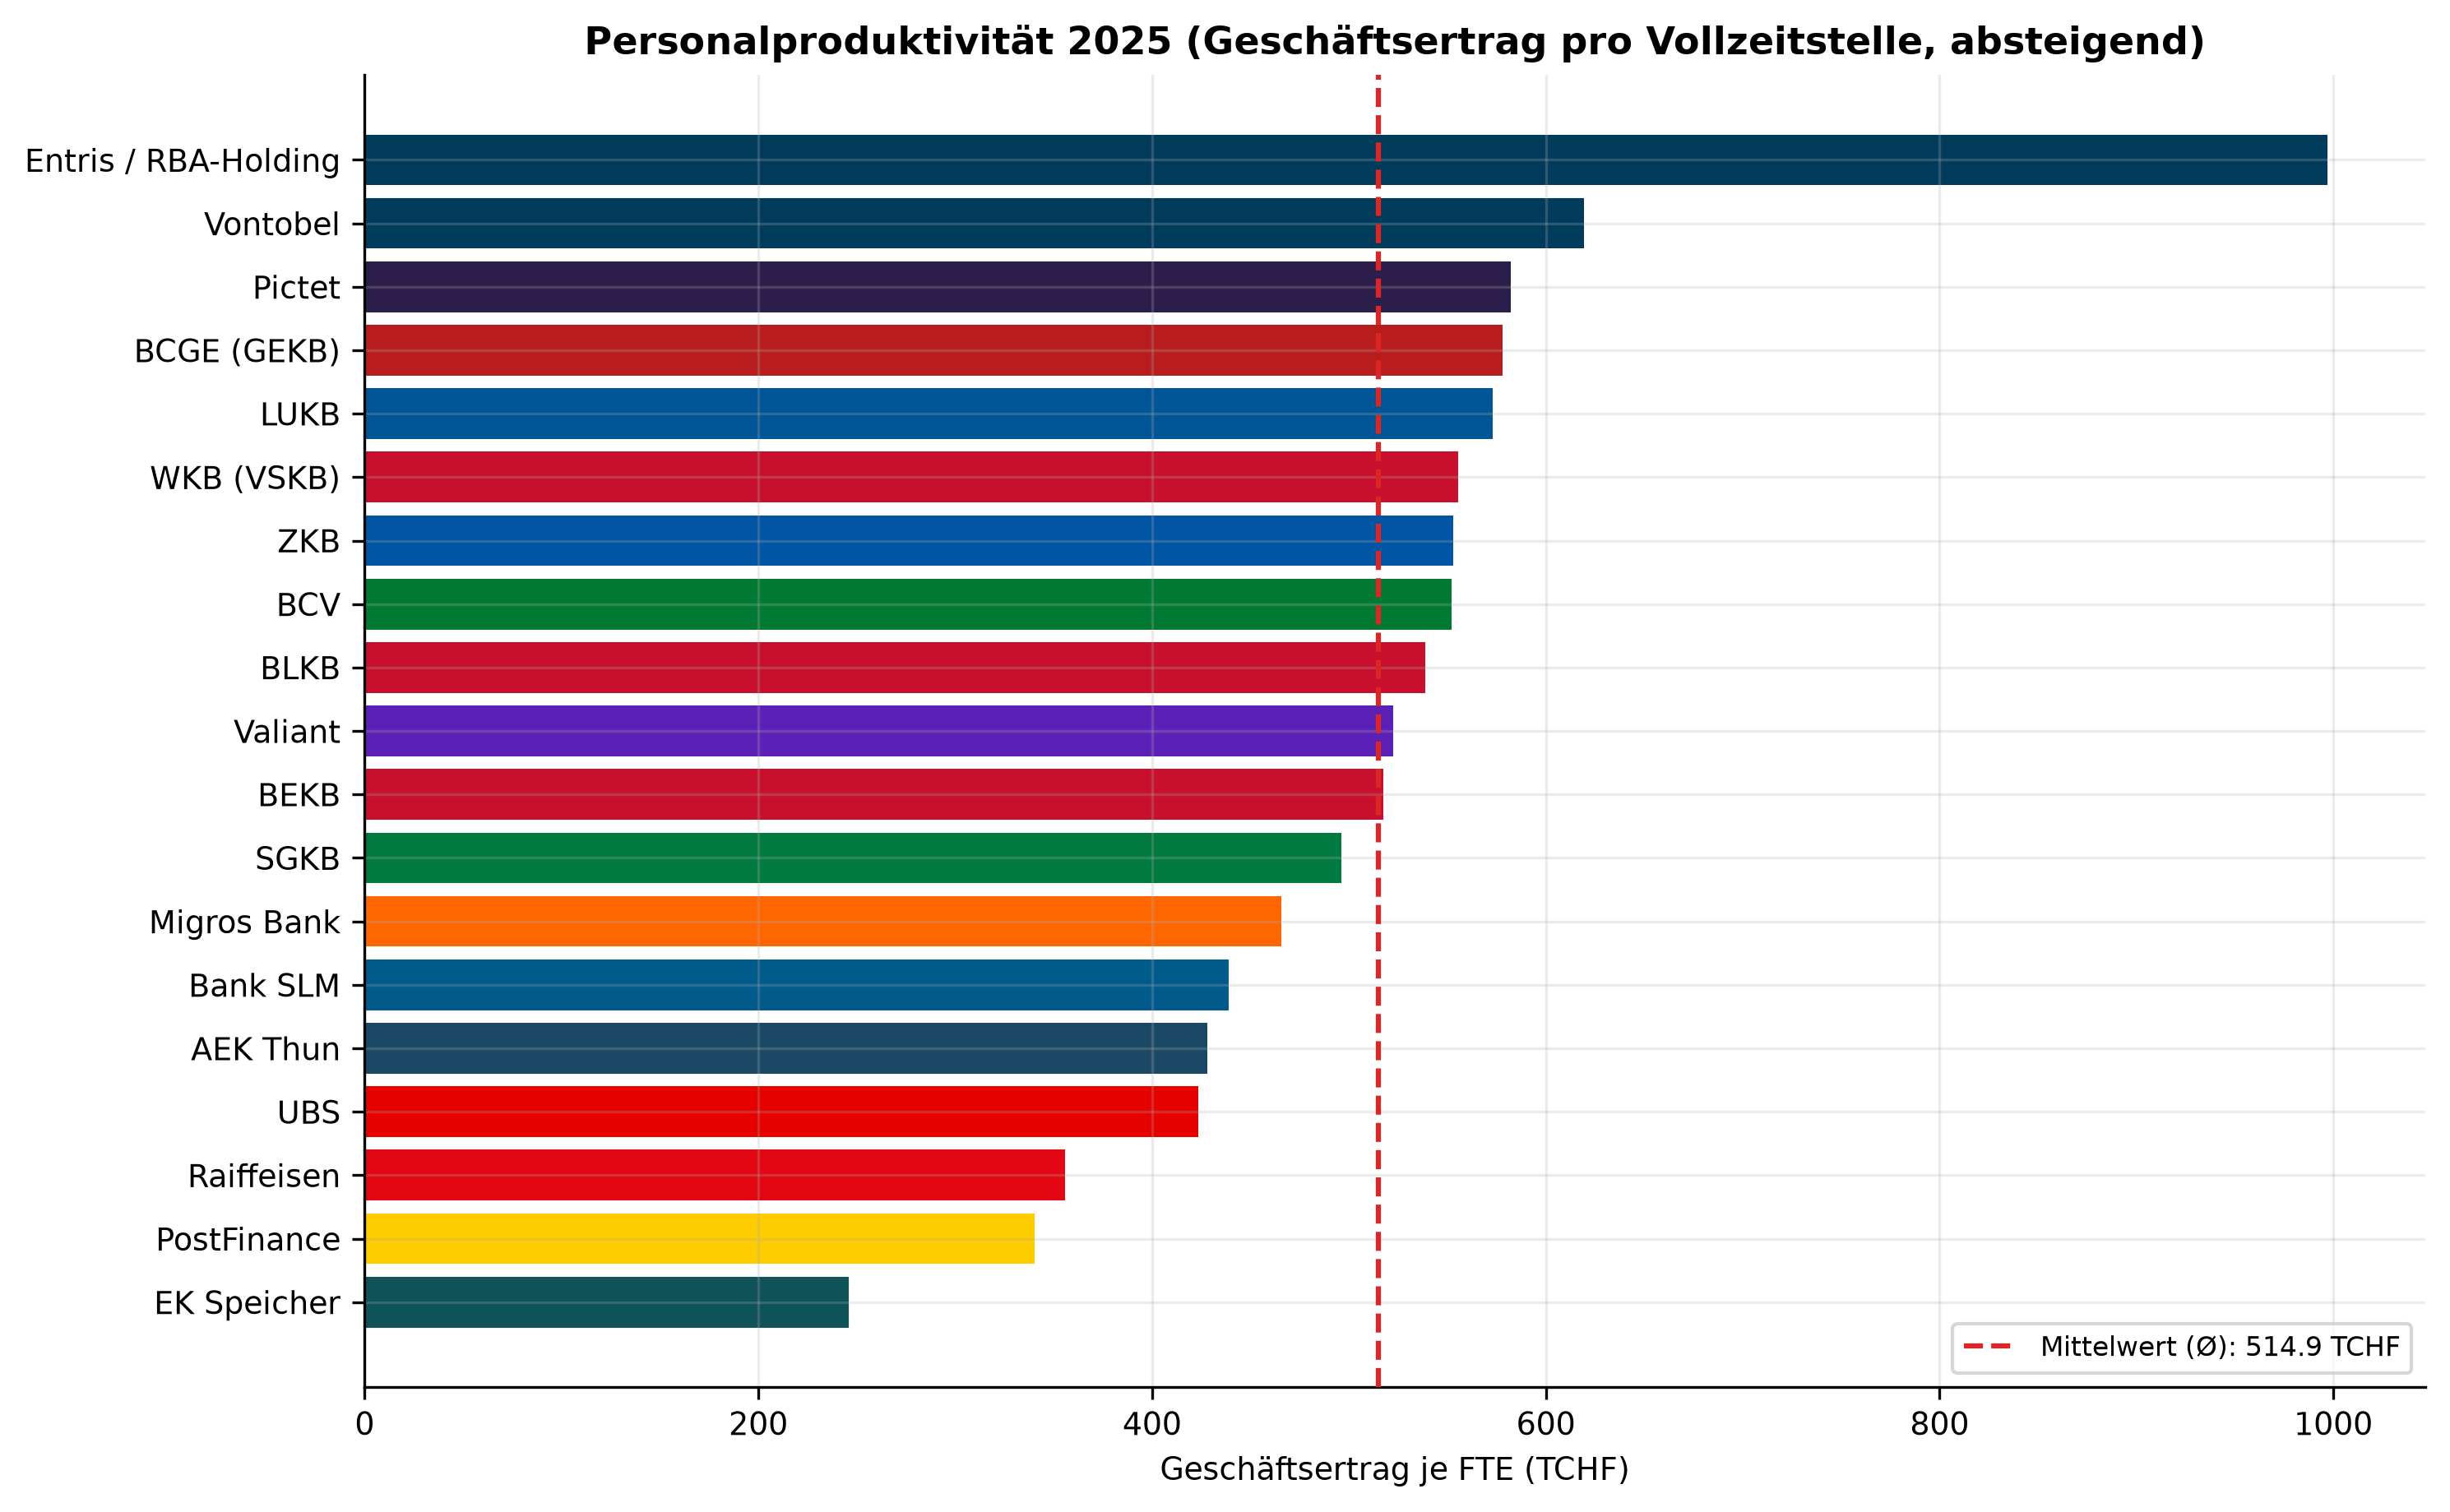 Personalproduktivität 2025 (Geschäftsertrag pro Vollzeitstelle, absteigend)
Entris / RBA-Holding
Vontobel
Pictet
BCGE (GEKB)
LUKB
WKB (VSKB)
ZKB
BCV
BLKB
Valiant
BEKB
SGKB
Migros Bank
Bank SLM
AEK Thun
UBS
Raiffeisen
PostFinance
EK Speicher
Mittelwert (Ø): 514.9 TCHF
0 200 400 600 800 1000
Geschäftsertrag je FTE (TCHF)